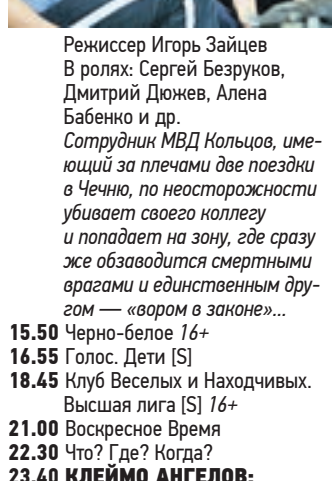 Режиссер Игорь Зайцев
В ролях: Сергей Безруков,
Дмитрий Дюжев, Алена
Бабенко и др.
Сотрудник МВД Кольцов, име-
ющий за плечами две поездки
в Чечню, по неосторожности
убивает своего коллегу
и попадает на зону, где сразу
же обзаводится смертными
врагами и единственным дру-
гом — «вором в законе»...
15.50 Черно-белое 16+
16.55 Голос. Дети [S]
18.45 Клуб Веселых и Находчивых.
Высшая лига [S] 16+
21.00 Воскресное Время
22.30 Что? Где? Когда?
23.40 КЛЕЙМО АНГЕЛОВ: